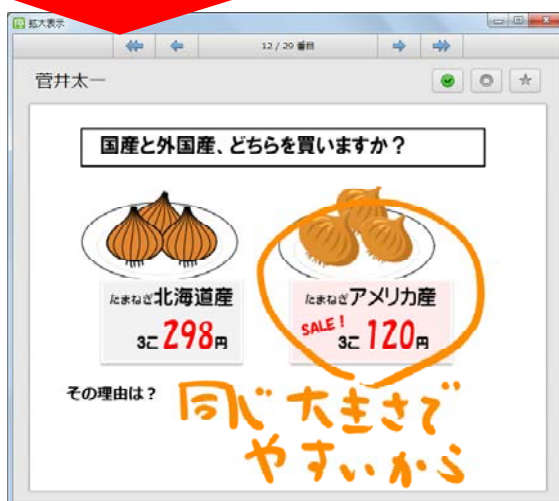 拡大表示
12 / 20 番目
菅井太一
国産と外国産、どちらを買いますか？
たまねぎ北海道産
3こ298円
たまねぎアメリカ産
SALE！
3こ120円
その理由は？
同じ大きさで
やすいから